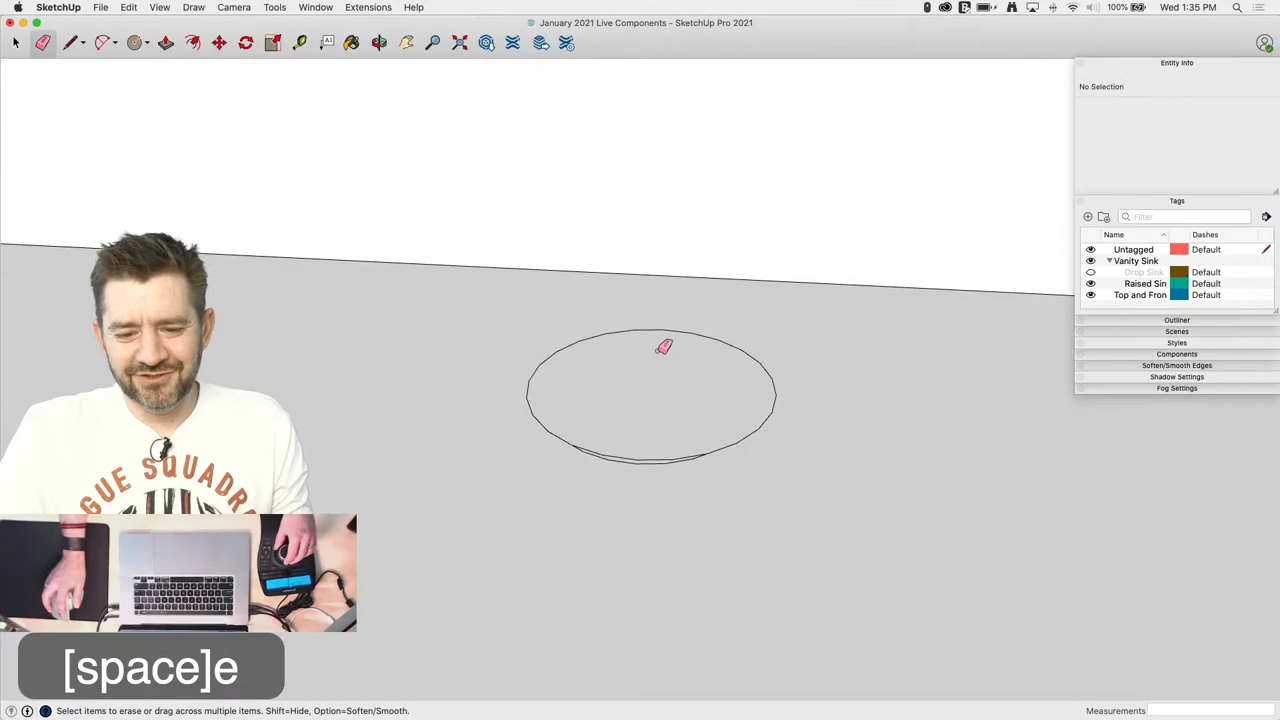 SketchUp File Edit View Camera Draw Tools Window Extensions Help 100% Wed 1:35 PM
January 2021 Live Components - SketchUp Pro 2021
Entity Info
No Selection
Tags
Filter
Name Dashes
Untagged Default
Vanity Sink
Drop Sink Default
Raised Sin Default
Top and Fron Default
Outliner
Scenes
Styles
Components
Soften/Smooth Edges
Shadow Settings
Fog Settings
GUE SQUADR
[space]e
Select items to erase or drag across multiple items. Shift=Hide, Option=Soften/Smooth.
Measurements